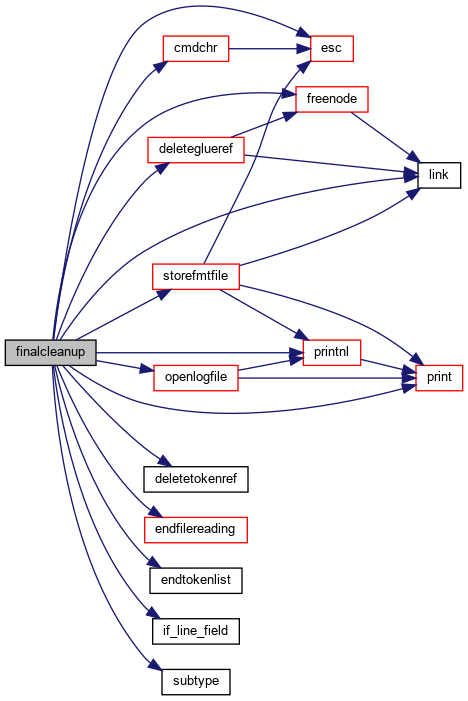 esc
cmdchr
freenode
deleteglueref
link
storefmtfile
finalcleanup
printnl
openlogfile
print
deletetokenref
endfilereading
endtokenlist
if_line_field
subtype